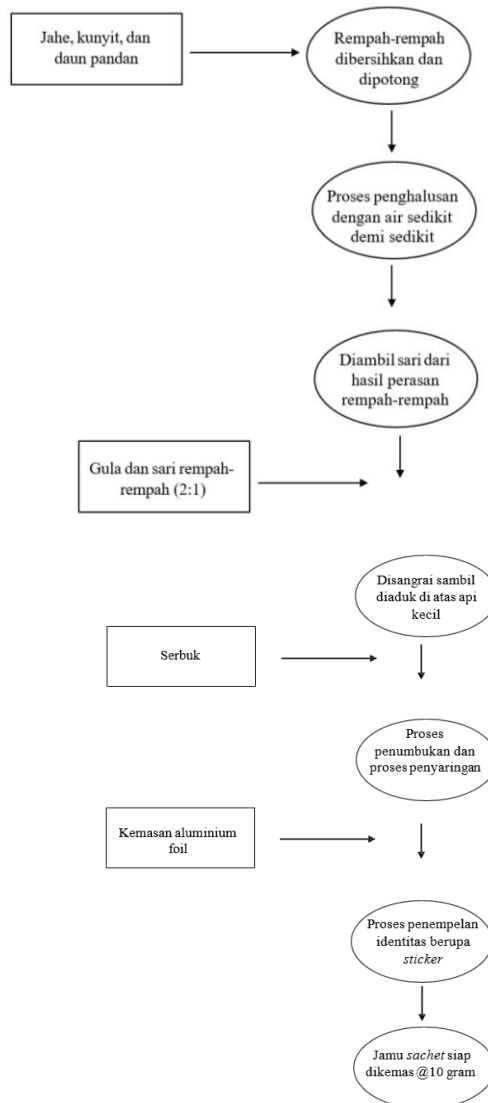 Jahe, kunyit, dan
daun pandan
Rempah-rempah
dibersihkan dan
dipotong
Proses penghalusan
dengan air sedikit
demi sedikit
Diambil sari dari
hasil perasan
rempah-rempah
Gula dan sari rempah-
rempah (2:1)
Disangrai sambil
diaduk di atas api
kecil
Serbuk
Proses
penumbukan dan
proses penyaringan
Kemasan aluminium
foil
Proses penempelan
identitas berupa
sticker
Jamu sachet siap
dikemas @10 gram